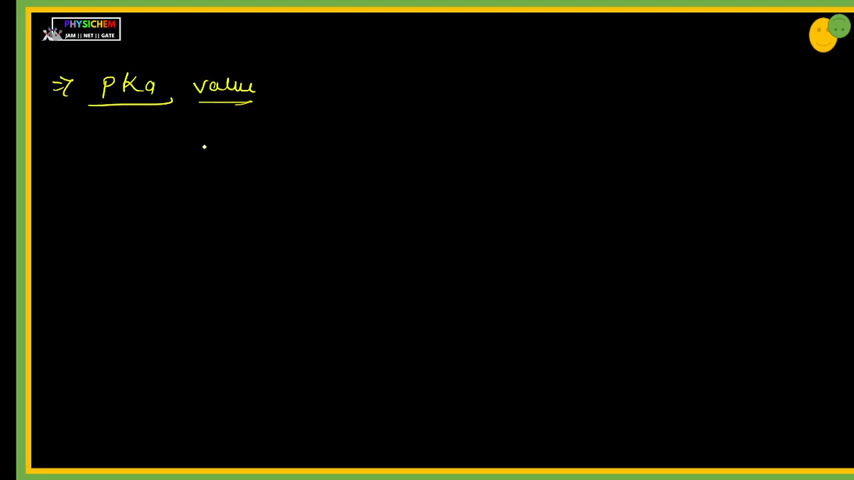 PHYSICHEM
JAM || NET || GATE
⇒ pKa value